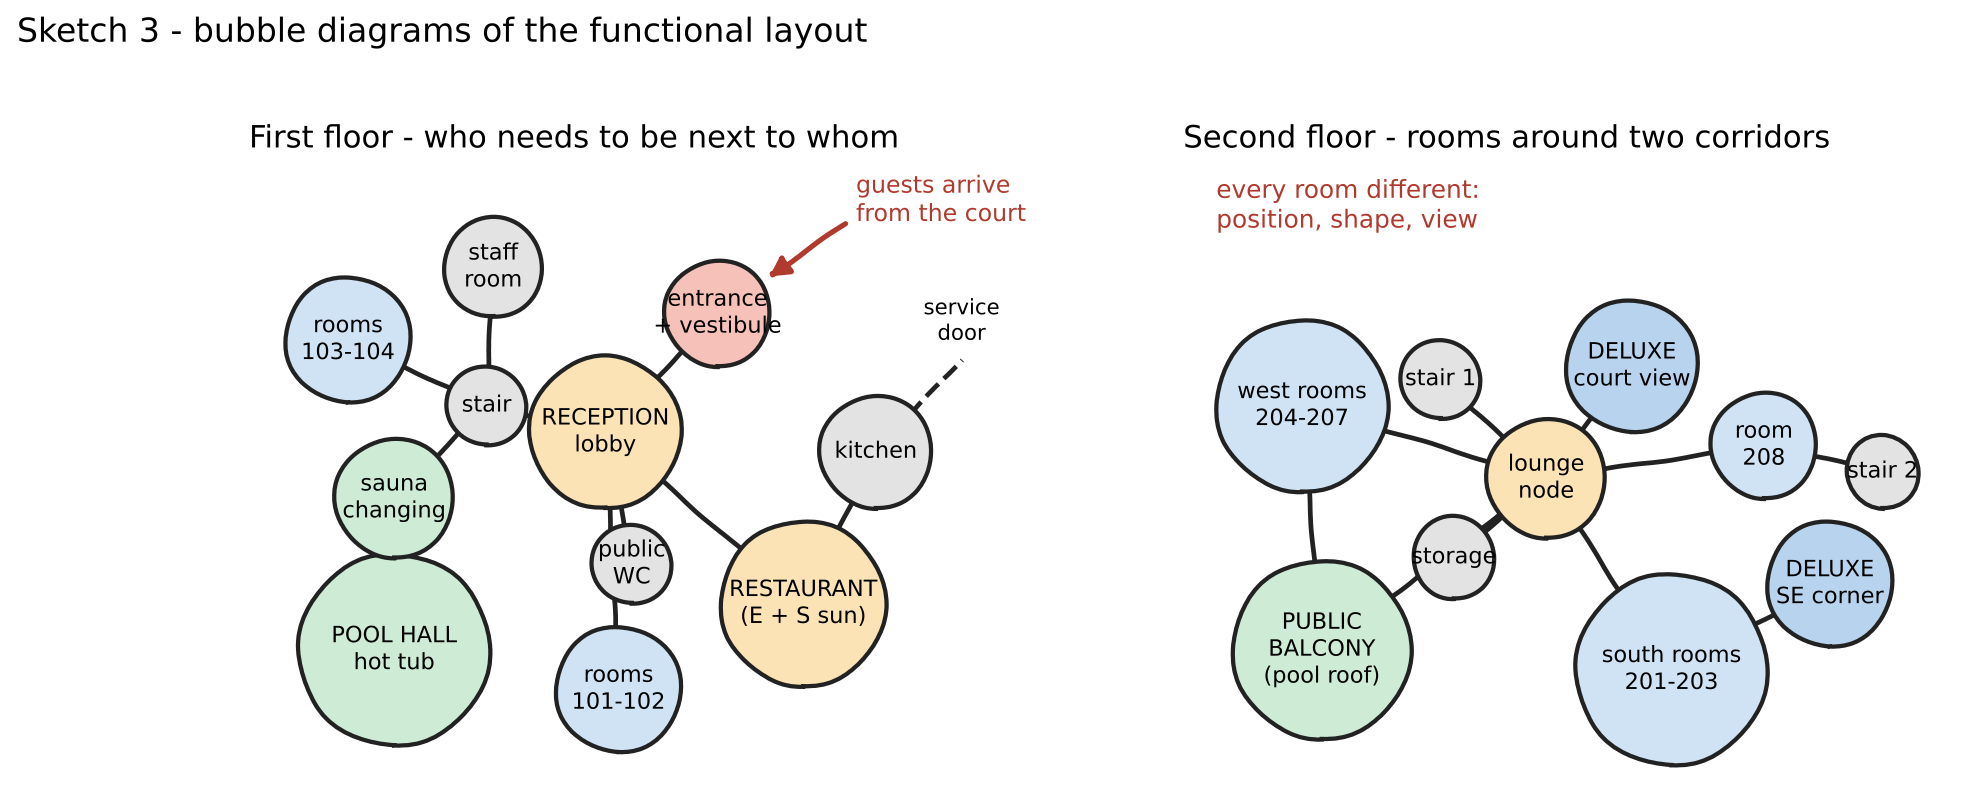 Sketch 3 - bubble diagrams of the functional layout
First floor - who needs to be next to whom
guests arrive
from the court
staff
room
entrance
+ vestibule
service
door
rooms
103-104
stair
RECEPTION
lobby
kitchen
sauna
changing
public
WC
RESTAURANT
(E + S sun)
POOL HALL
hot tub
rooms
101-102
Second floor - rooms around two corridors
every room different:
position, shape, view
west rooms
204-207
stair 1
DELUXE
court view
room
208
stair 2
lounge
node
storage
DELUXE
SE corner
PUBLIC
BALCONY
(pool roof)
south rooms
201-203